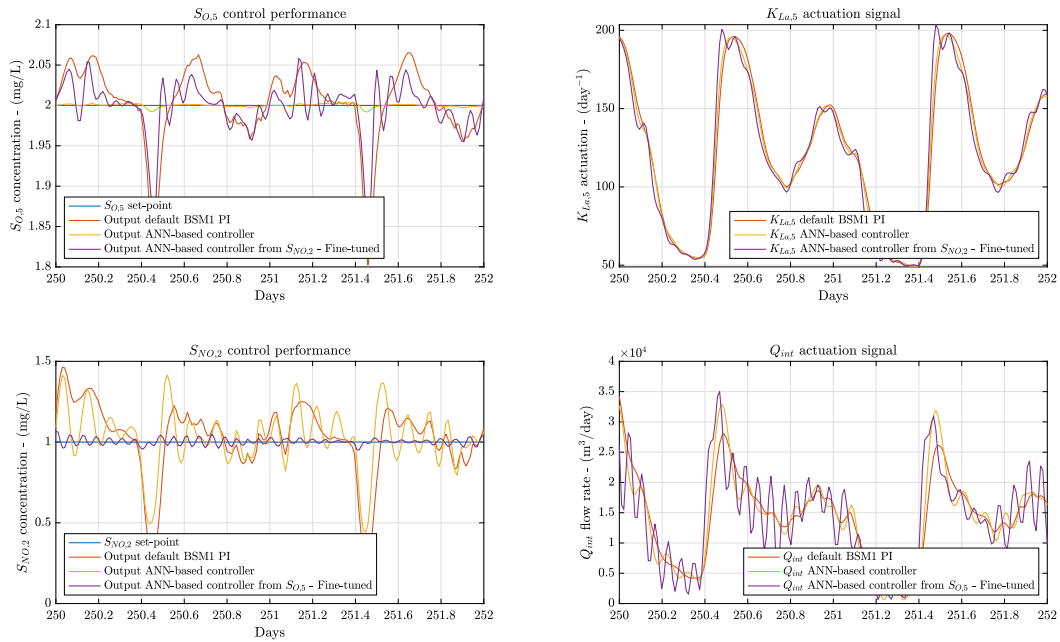 S_{O,5} control performance
S_{O,5} concentration - (mg/L)
2.1
2.05
2
1.95
1.9
1.85
1.8
S_{O,5} set-point
Output default BSM1 PI
Output ANN-based controller
Output ANN-based controller from S_{NO,2} - Fine-tuned
250 250.2 250.4 250.6 250.8 251 251.2 251.4 251.6 251.8 252
Days
K_{La,5} actuation signal
K_{La,5} actuation - (day^{-1})
200
150
100
50
K_{La,5} default BSM1 PI
K_{La,5} ANN-based controller
K_{La,5} ANN-based controller from S_{NO,2} - Fine-tuned
250 250.2 250.4 250.6 250.8 251 251.2 251.4 251.6 251.8 252
Days
S_{NO,2} control performance
S_{NO,2} concentration - (mg/L)
1.5
1
0.5
0
S_{NO,2} set-point
Output default BSM1 PI
Output ANN-based controller
Output ANN-based controller from S_{O,5} - Fine-tuned
250 250.2 250.4 250.6 250.8 251 251.2 251.4 251.6 251.8 252
Days
Q_{int} actuation signal
×10^4
Q_{int} flow rate - (m^3/day)
4
3.5
3
2.5
2
1.5
1
0.5
0
Q_{int} default BSM1 PI
Q_{int} ANN-based controller
Q_{int} ANN-based controller from S_{O,5} - Fine-tuned
250 250.2 250.4 250.6 250.8 251 251.2 251.4 251.6 251.8 252
Days